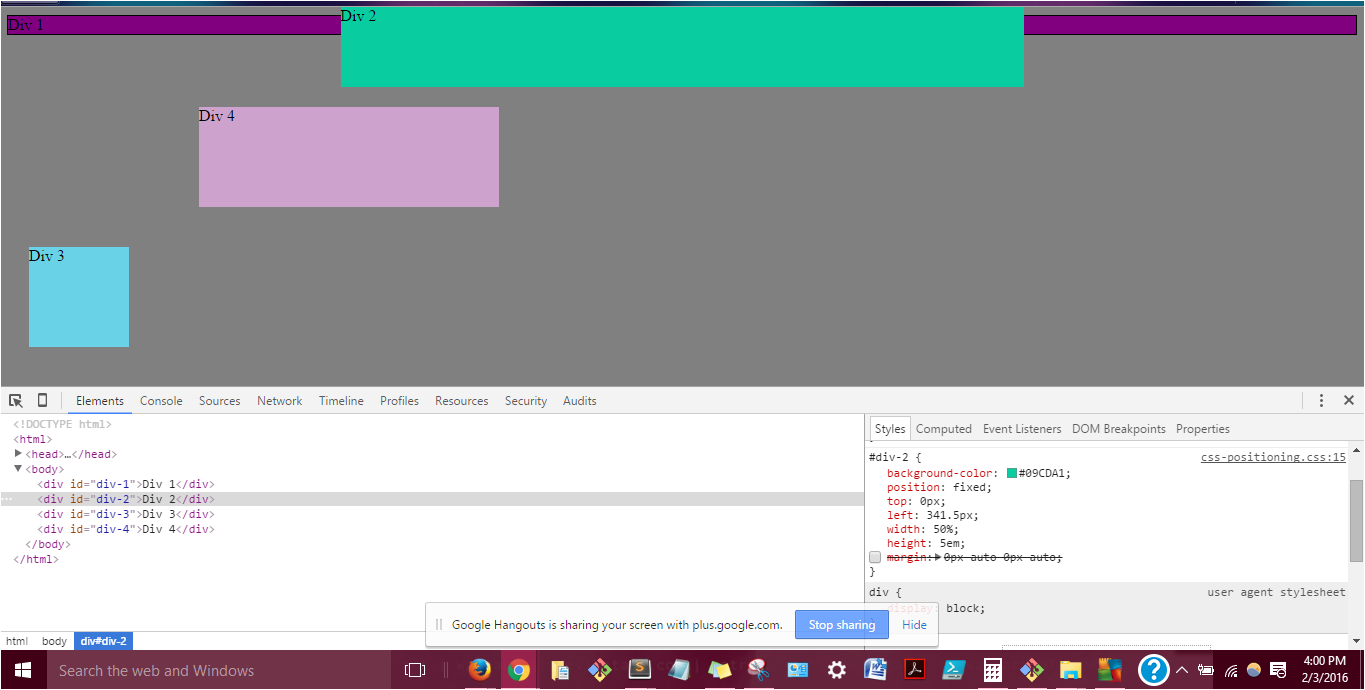 Div 1
Div 2
Div 4
Div 3
Elements Console Sources Network Timeline Profiles Resources Security Audits
<!DOCTYPE html>
<html>
<head>…</head>
<body>
<div id="div-1">Div 1</div>
<div id="div-2">Div 2</div>
<div id="div-3">Div 3</div>
<div id="div-4">Div 4</div>
</body>
</html>
html body div#div-2
Styles Computed Event Listeners DOM Breakpoints Properties
}
#div-2 { css-positioning.css:15
background-color: #09CDA1;
position: fixed;
top: 0px;
left: 341.5px;
width: 50%;
height: 5em;
margin: 0px auto 0px auto;
}
div { user agent stylesheet
display: block;
Google Hangouts is sharing your screen with plus.google.com. Stop sharing Hide
Search the web and Windows
4:00 PM
2/3/2016